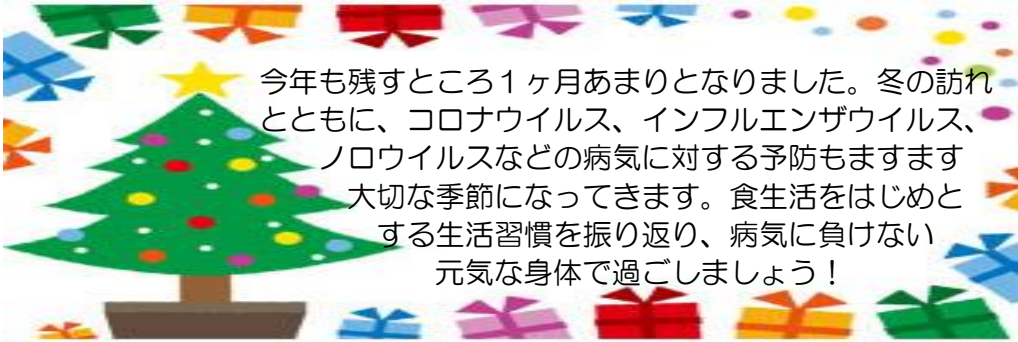 今年も残すところ１ヶ月あまりとなりました。冬の訪れ
とともに、コロナウイルス、インフルエンザウイルス、
ノロウイルスなどの病気に対する予防もますます
大切な季節になってきます。食生活をはじめと
する生活習慣を振り返り、病気に負けない
元気な身体で過ごしましょう！